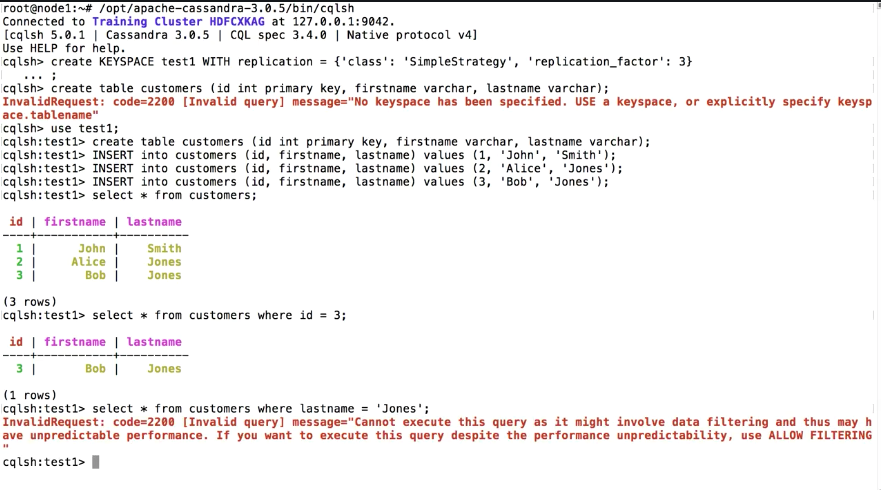 root@node1:~# /opt/apache-cassandra-3.0.5/bin/cqlsh
Connected to Training Cluster HDFCXKAG at 127.0.0.1:9042.
[cqlsh 5.0.1 | Cassandra 3.0.5 | CQL spec 3.4.0 | Native protocol v4]
Use HELP for help.
cqlsh> create KEYSPACE test1 WITH replication = {'class': 'SimpleStrategy', 'replication_factor': 3}
   ... ;
cqlsh> create table customers (id int primary key, firstname varchar, lastname varchar);
InvalidRequest: code=2200 [Invalid query] message="No keyspace has been specified. USE a keyspace, or explicitly specify keysp
ace.tablename"
cqlsh> use test1;
cqlsh:test1> create table customers (id int primary key, firstname varchar, lastname varchar);
cqlsh:test1> INSERT into customers (id, firstname, lastname) values (1, 'John', 'Smith');
cqlsh:test1> INSERT into customers (id, firstname, lastname) values (2, 'Alice', 'Jones');
cqlsh:test1> INSERT into customers (id, firstname, lastname) values (3, 'Bob', 'Jones');
cqlsh:test1> select * from customers;

 id | firstname | lastname
----+-----------+----------
  1 |      John |    Smith
  2 |     Alice |    Jones
  3 |       Bob |    Jones

(3 rows)
cqlsh:test1> select * from customers where id = 3;

 id | firstname | lastname
----+-----------+----------
  3 |       Bob |    Jones

(1 rows)
cqlsh:test1> select * from customers where lastname = 'Jones';
InvalidRequest: code=2200 [Invalid query] message="Cannot execute this query as it might involve data filtering and thus may h
ave unpredictable performance. If you want to execute this query despite the performance unpredictability, use ALLOW FILTERING
"
cqlsh:test1>